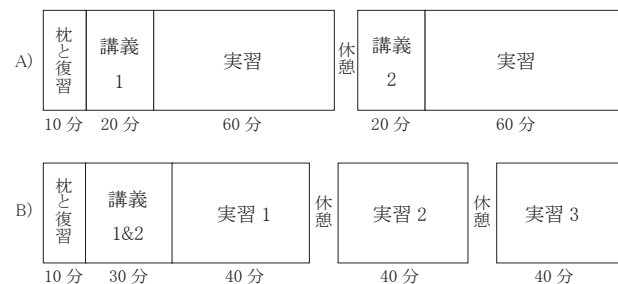 A)
枕と復習
講義
1
実習
休憩
講義
2
実習
10 分
20 分
60 分
20 分
60 分
B)
枕と復習
講義
1&2
実習 1
休憩
実習 2
休憩
実習 3
10 分
30 分
40 分
40 分
40 分